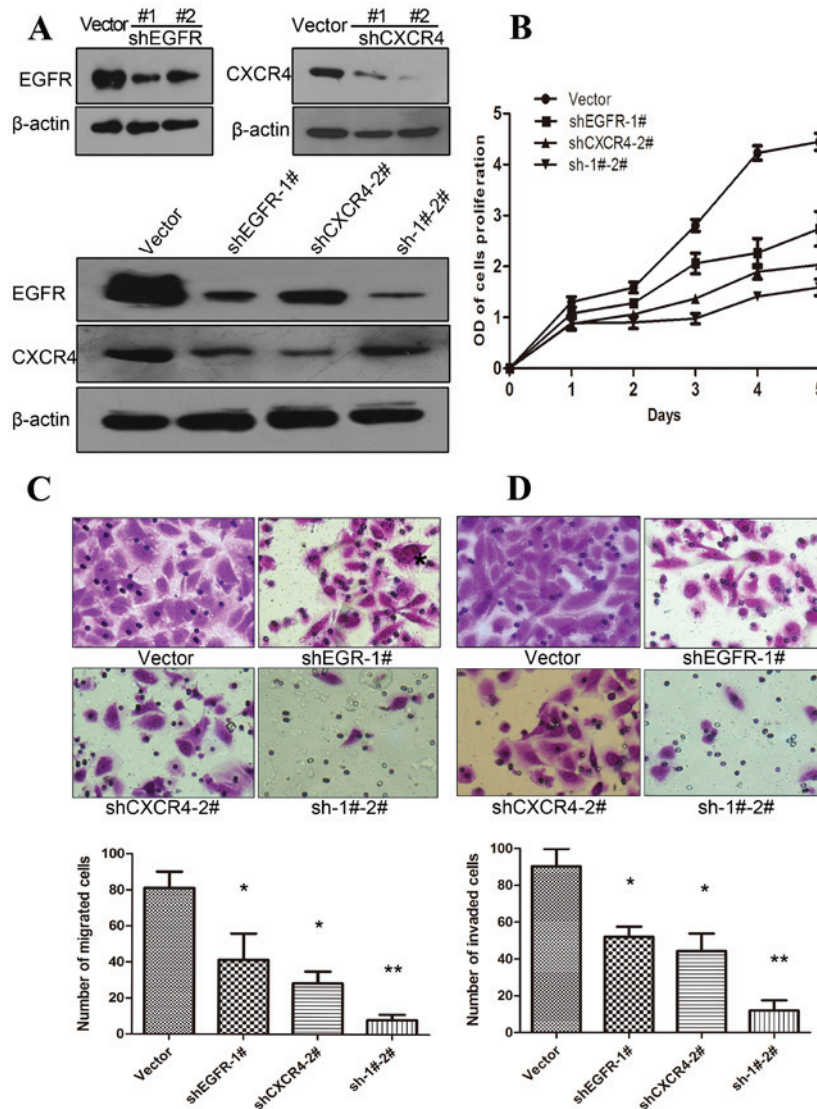 A
Vector #1 #2
shEGFR
EGFR
β-actin
Vector #1 #2
shCXCR4
CXCR4
β-actin
Vector
shEGFR-1#
shCXCR4-2#
sh-1#-2#
EGFR
CXCR4
β-actin
B
Vector
shEGFR-1#
shCXCR4-2#
sh-1#-2#
OD of cells proliferation
5
4
3
2
1
0
0 1 2 3 4 5
Days
C
Vector
*
shEGR-1#
shCXCR4-2#
sh-1#-2#
Number of migrated cells
100
80
60
40
20
0
*
*
**
Vector
shEGFR-1#
shCXCR4-2#
sh-1#-2#
D
Vector
shEGFR-1#
shCXCR4-2#
sh-1#-2#
Number of invaded cells
100
80
60
40
20
0
*
*
**
Vector
shEGFR-1#
shCXCR4-2#
sh-1#-2#